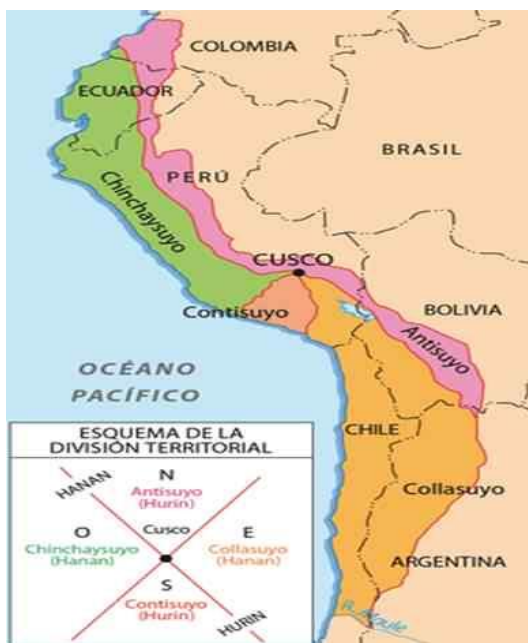 COLOMBIA
ECUADOR
BRASIL
PERÚ
Chinchaysuyo
CUSCO
Contisuyo
BOLIVIA
Antisuyo
OCÉANO
PACÍFICO
CHILE
Collasuyo
ARGENTINA
R. Maule
ESQUEMA DE LA
DIVISIÓN TERRITORIAL
HANAN
N
Antisuyo
(Hurin)
Cusco
O
Chinchaysuyo
(Hanan)
E
Collasuyo
(Hanan)
S
Contisuyo
(Hurin)
HURIN